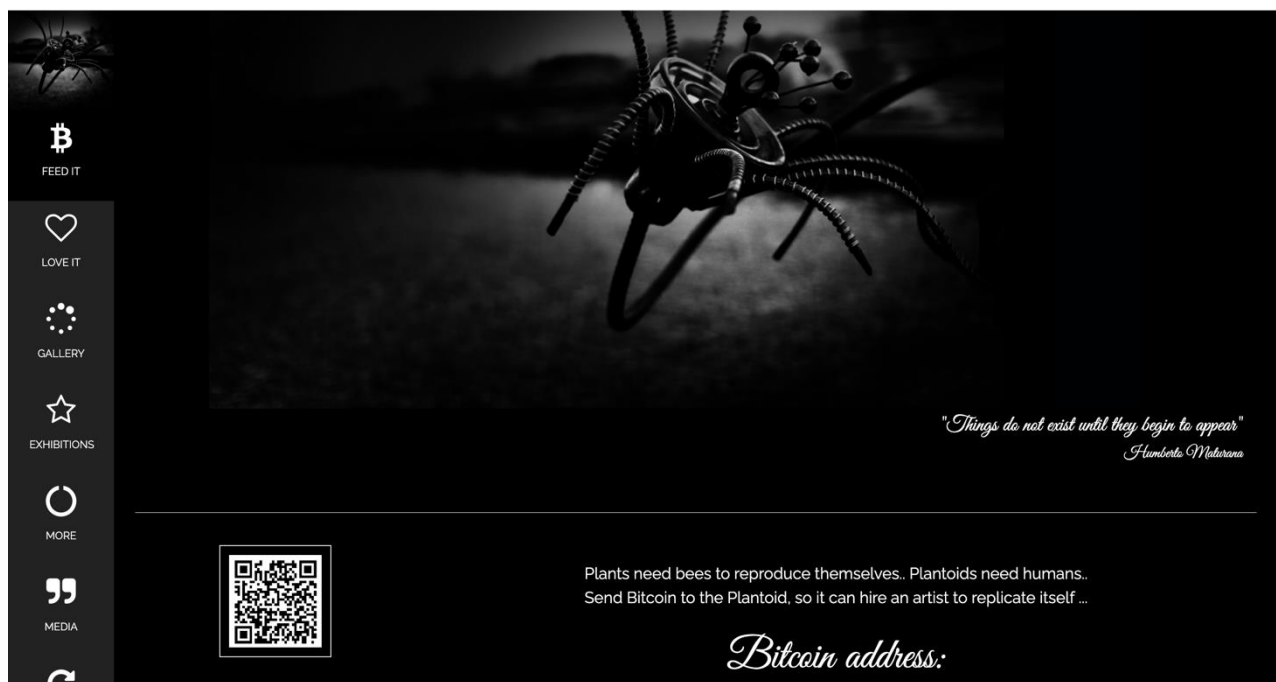 FEED IT
LOVE IT
GALLERY
EXHIBITIONS
MORE
MEDIA
"Things do not exist until they begin to appear"
Humberto Maturana
Plants need bees to reproduce themselves.. Plantoids need humans..
Send Bitcoin to the Plantoid, so it can hire an artist to replicate itself ...
Bitcoin address: